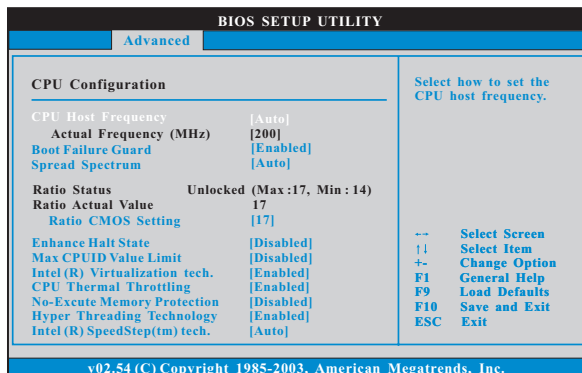 BIOS SETUP UTILITY
Advanced
CPU Configuration
CPU Host Frequency [Auto]
Actual Frequency (MHz) [200]
Boot Failure Guard [Enabled]
Spread Spectrum [Auto]
Ratio Status Unlocked (Max :17, Min : 14)
Ratio Actual Value 17
Ratio CMOS Setting [17]
Enhance Halt State [Disabled]
Max CPUID Value Limit [Disabled]
Intel (R) Virtualization tech. [Enabled]
CPU Thermal Throttling [Enabled]
No-Excute Memory Protection [Disabled]
Hyper Threading Technology [Enabled]
Intel (R) SpeedStep(tm) tech. [Auto]
Select how to set the
CPU host frequency.
←→ Select Screen
↑↓ Select Item
+- Change Option
F1 General Help
F9 Load Defaults
F10 Save and Exit
ESC Exit
v02.54 (C) Copyright 1985-2003, American Megatrends, Inc.